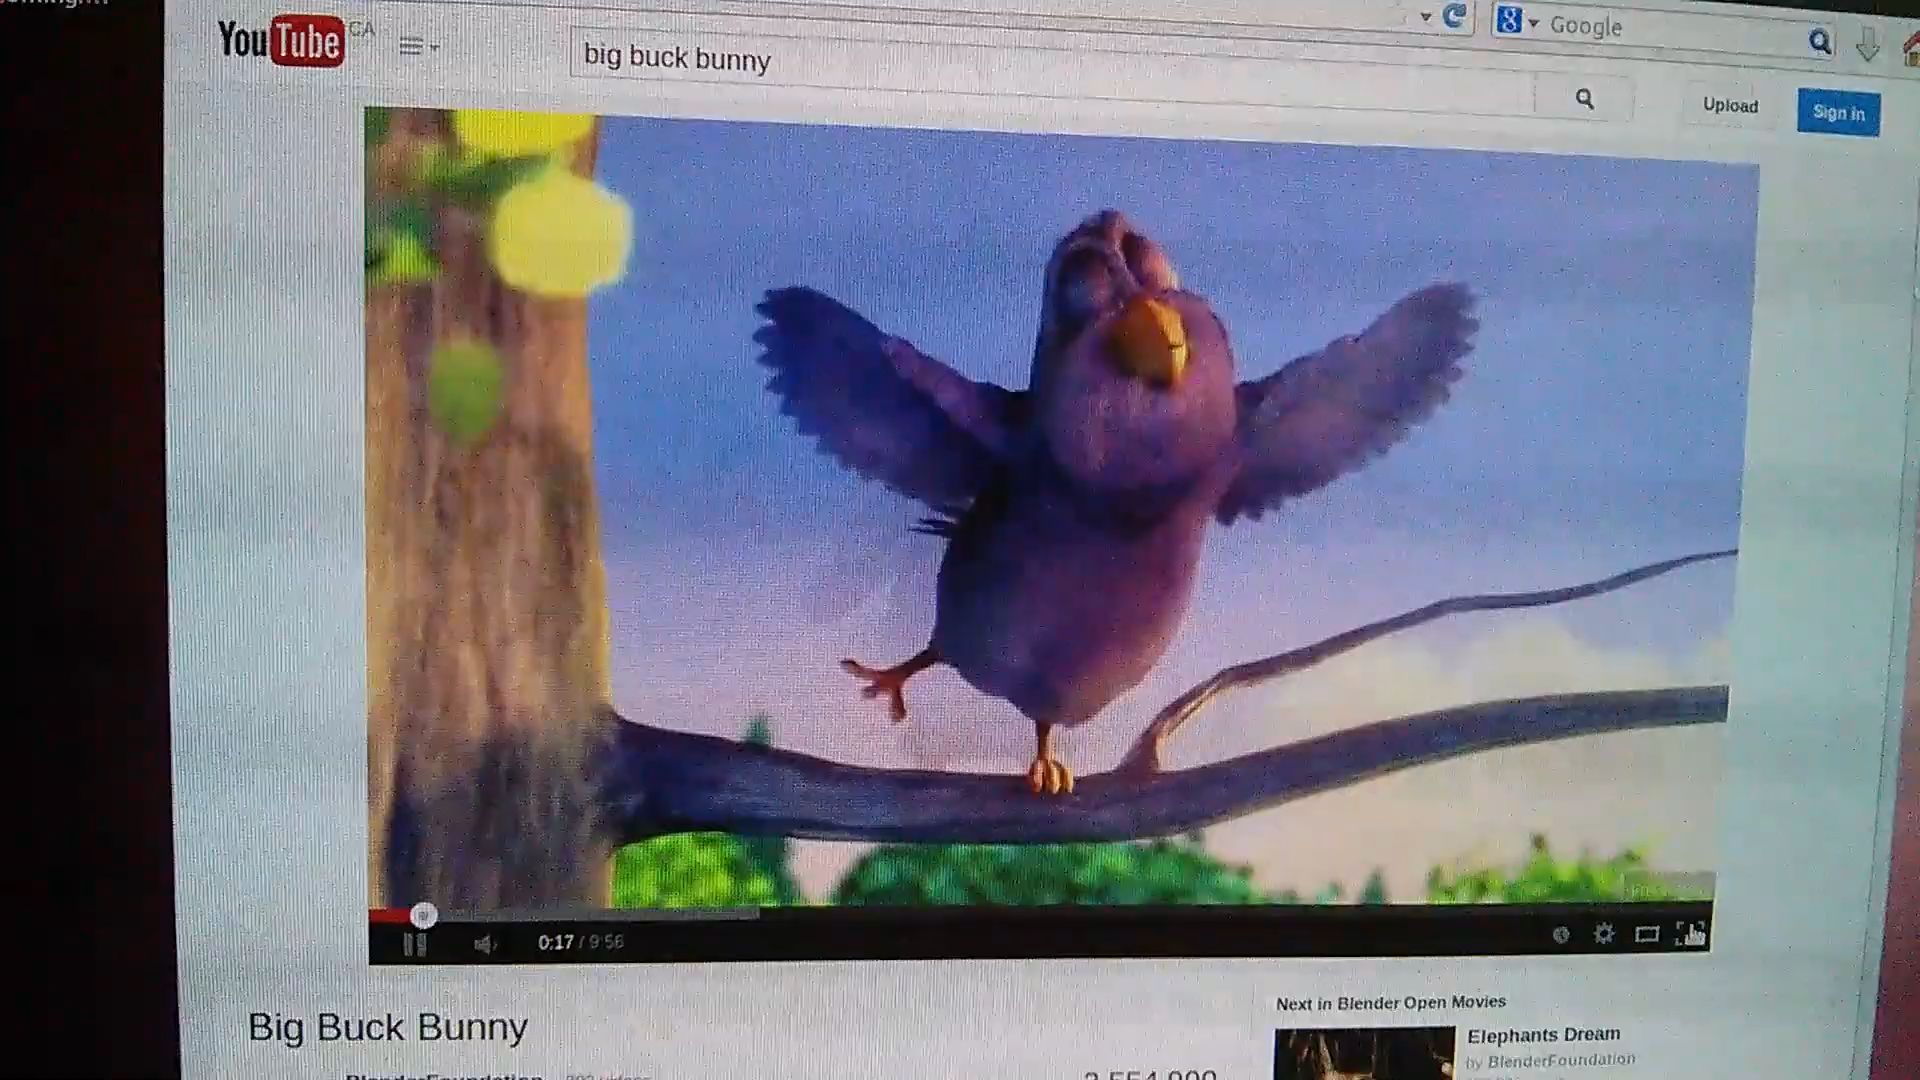 YouTube CA
Google
big buck bunny
Upload
Sign in
0:17 / 9:56
Big Buck Bunny
Next in Blender Open Movies
Elephants Dream
by BlenderFoundation
BlenderFoundation